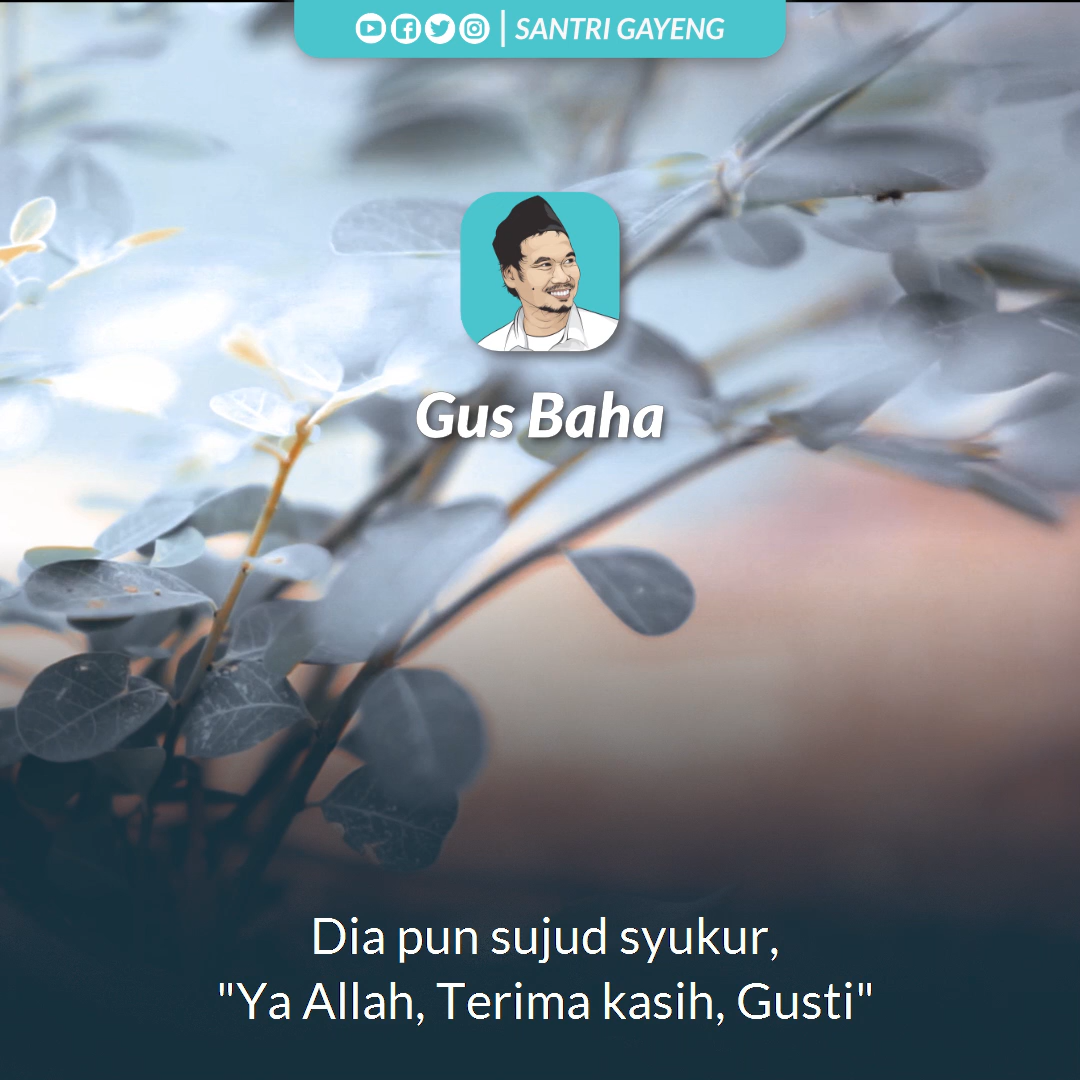 SANTRI GAYENG
Gus Baha
Dia pun sujud syukur,
"Ya Allah, Terima kasih, Gusti"